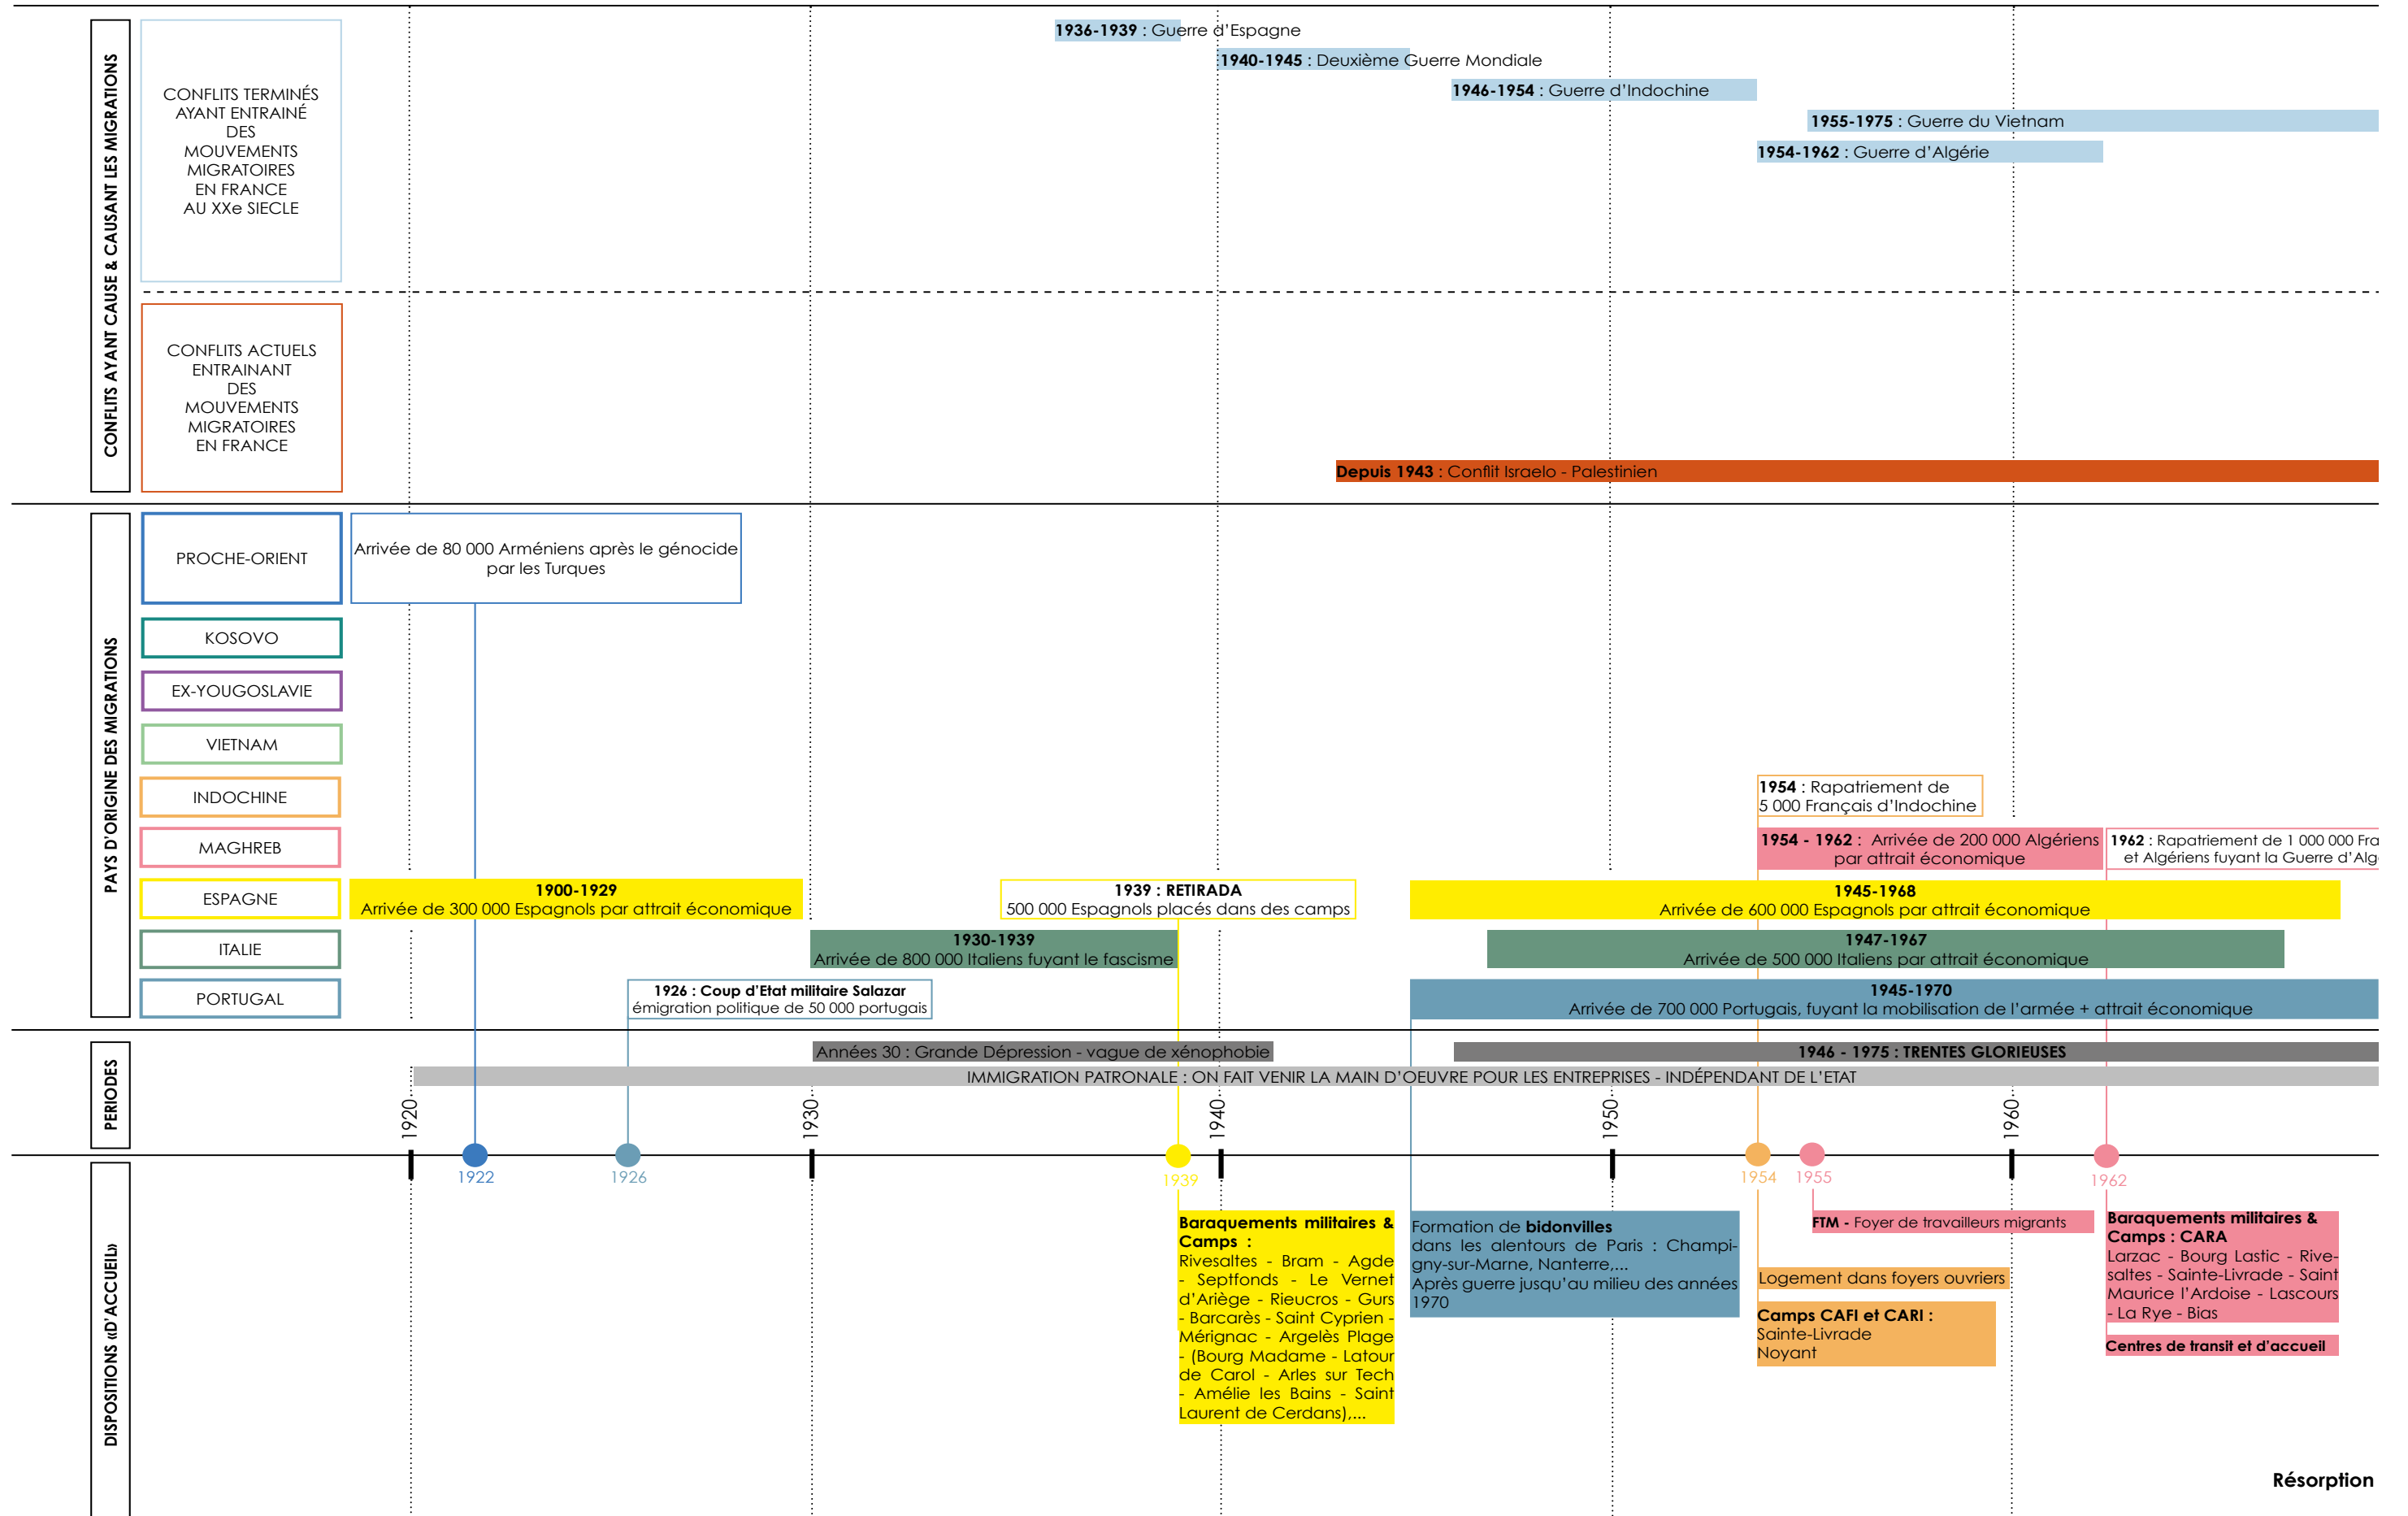 CONFLITS AYANT CAUSE & CAUSANT LES MIGRATIONS
CONFLITS TERMINÉS
AYANT ENTRAINÉ
DES
MOUVEMENTS
MIGRATOIRES
EN FRANCE
AU XXe SIECLE
1936-1939 : Guerre d'Espagne
1940-1945 : Deuxième Guerre Mondiale
1946-1954 : Guerre d'Indochine
1955-1975 : Guerre du Vietnam
1954-1962 : Guerre d'Algérie
CONFLITS ACTUELS
ENTRAINANT
DES
MOUVEMENTS
MIGRATOIRES
EN FRANCE
Depuis 1943 : Conflit Israelo - Palestinien
PAYS D'ORIGINE DES MIGRATIONS
PROCHE-ORIENT
Arrivée de 80 000 Arméniens après le génocide
par les Turques
KOSOVO
EX-YOUGOSLAVIE
VIETNAM
INDOCHINE
1954 : Rapatriement de
5 000 Français d'Indochine
MAGHREB
1954 - 1962 : Arrivée de 200 000 Algériens
par attrait économique
1962 : Rapatriement de 1 000 000 Fra
et Algériens fuyant la Guerre d'Alg
ESPAGNE
1900-1929
Arrivée de 300 000 Espagnols par attrait économique
1939 : RETIRADA
500 000 Espagnols placés dans des camps
1945-1968
Arrivée de 600 000 Espagnols par attrait économique
ITALIE
1930-1939
Arrivée de 800 000 Italiens fuyant le fascisme
1947-1967
Arrivée de 500 000 Italiens par attrait économique
PORTUGAL
1926 : Coup d'Etat militaire Salazar
émigration politique de 50 000 portugais
1945-1970
Arrivée de 700 000 Portugais, fuyant la mobilisation de l'armée + attrait économique
PERIODES
Années 30 : Grande Dépression - vague de xénophobie
1946 - 1975 : TRENTES GLORIEUSES
IMMIGRATION PATRONALE : ON FAIT VENIR LA MAIN D'OEUVRE POUR LES ENTREPRISES - INDÉPENDANT DE L'ETAT
1920
1930
1940
1950
1960
1922
1926
1939
1954
1955
1962
DISPOSITIONS «D'ACCUEIL»
Baraquements militaires &
Camps :
Rivesaltes - Bram - Agde
- Septfonds - Le Vernet
d'Ariège - Rieucros - Gurs
- Barcarès - Saint Cyprien -
Mérignac - Argelès Plage
- (Bourg Madame - Latour
de Carol - Arles sur Tech
- Amélie les Bains - Saint
Laurent de Cerdans),...
Formation de bidonvilles
dans les alentours de Paris : Champi-
gny-sur-Marne, Nanterre,...
Après guerre jusqu'au milieu des années
1970
FTM - Foyer de travailleurs migrants
Logement dans foyers ouvriers
Camps CAFI et CARI :
Sainte-Livrade
Noyant
Baraquements militaires &
Camps : CARA
Larzac - Bourg Lastic - Rive-
saltes - Sainte-Livrade - Saint
Maurice l'Ardoise - Lascours
- La Rye - Bias
Centres de transit et d'accueil
Résorption